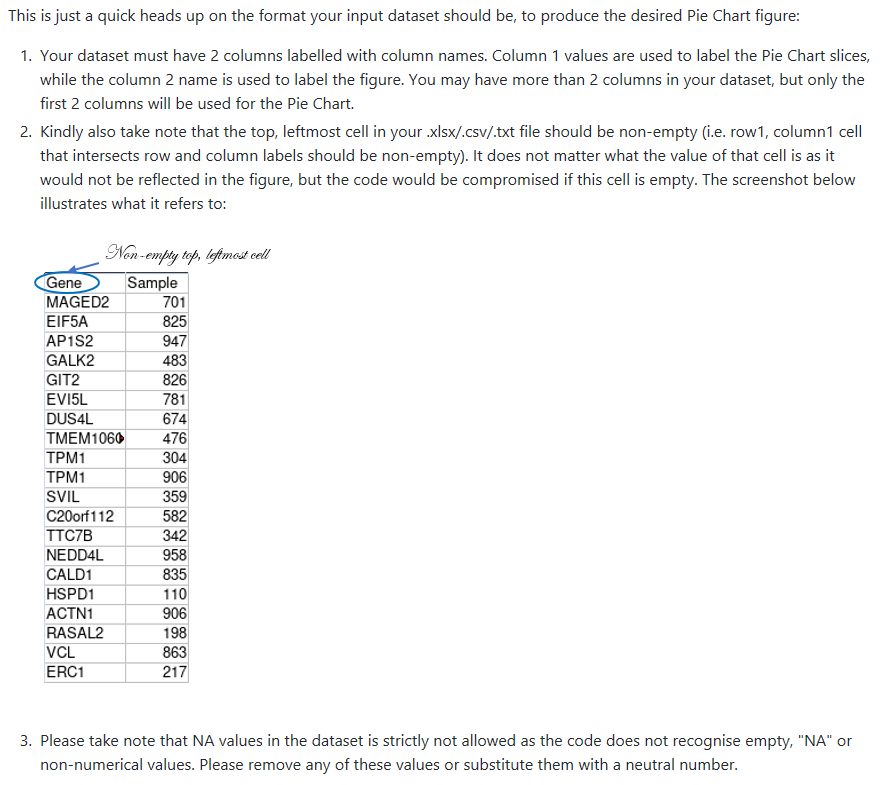 This is just a quick heads up on the format your input dataset should be, to produce the desired Pie Chart figure:
1. Your dataset must have 2 columns labelled with column names. Column 1 values are used to label the Pie Chart slices,
while the column 2 name is used to label the figure. You may have more than 2 columns in your dataset, but only the
first 2 columns will be used for the Pie Chart.
2. Kindly also take note that the top, leftmost cell in your .xlsx/.csv/.txt file should be non-empty (i.e. row1, column1 cell
that intersects row and column labels should be non-empty). It does not matter what the value of that cell is as it
would not be reflected in the figure, but the code would be compromised if this cell is empty. The screenshot below
illustrates what it refers to:
Non-empty top, leftmost cell
Gene Sample
MAGED2 701
EIF5A 825
AP1S2 947
GALK2 483
GIT2 826
EVI5L 781
DUS4L 674
TMEM106 476
TPM1 304
TPM1 906
SVIL 359
C20orf112 582
TTC7B 342
NEDD4L 958
CALD1 835
HSPD1 110
ACTN1 906
RASAL2 198
VCL 863
ERC1 217
3. Please take note that NA values in the dataset is strictly not allowed as the code does not recognise empty, "NA" or
non-numerical values. Please remove any of these values or substitute them with a neutral number.